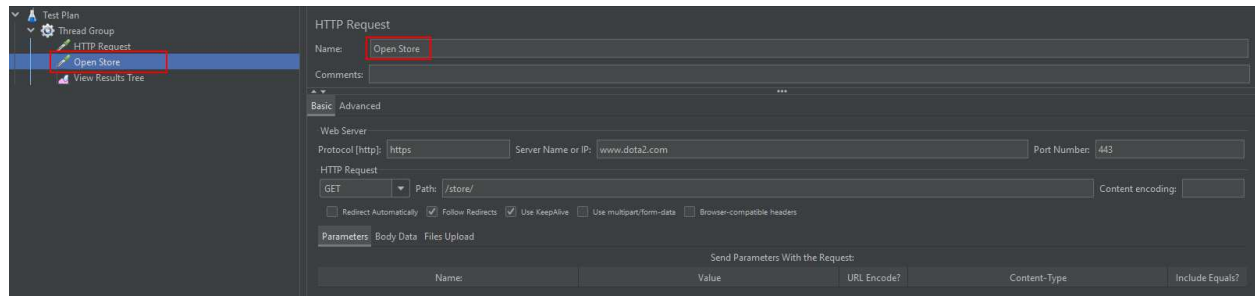 Test Plan
Thread Group
HTTP Request
Open Store
View Results Tree
HTTP Request
Name: Open Store
Comments:
Basic Advanced
Web Server
Protocol [http]: https Server Name or IP: www.dota2.com Port Number: 443
HTTP Request
GET Path: /store/ Content encoding:
Redirect Automatically Follow Redirects Use KeepAlive Use multipart/form-data Browser-compatible headers
Parameters Body Data Files Upload
Send Parameters With the Request:
Name: Value URL Encode? Content-Type Include Equals?